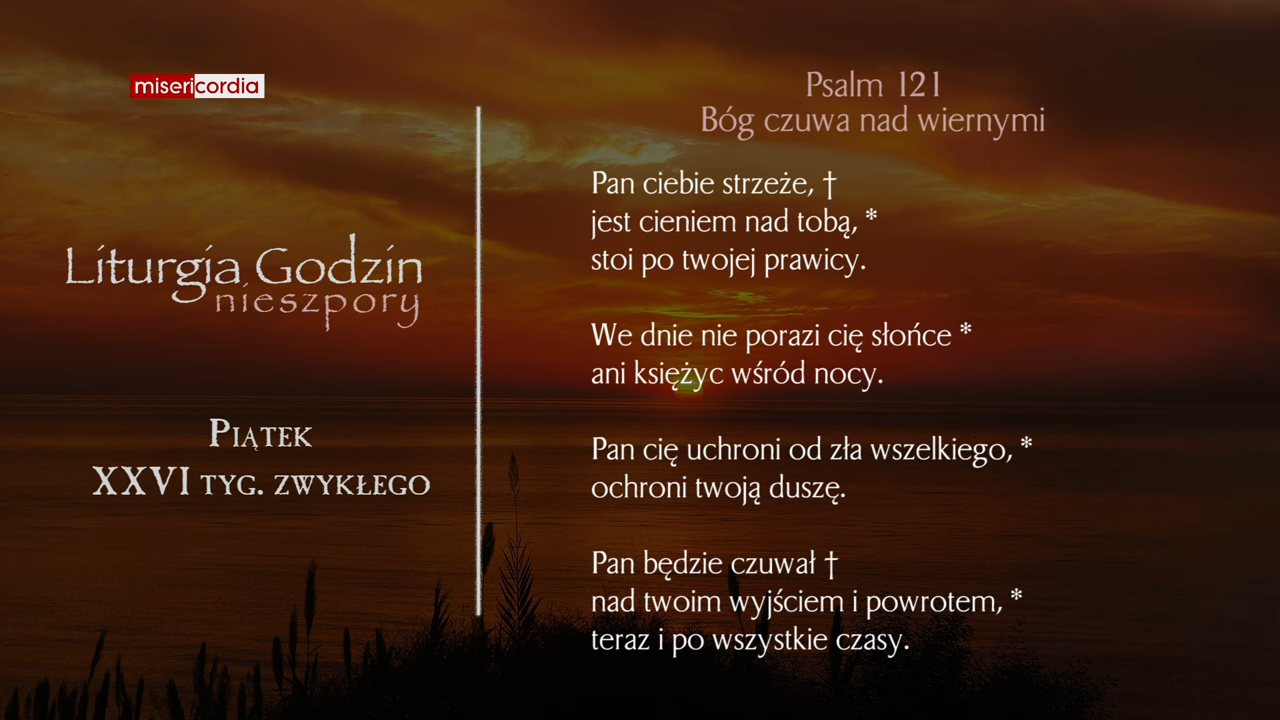 misericordia
Liturgia Godzin
nieszpory
Piątek
XXVI tyg. zwykłego
Psalm 121
Bóg czuwa nad wiernymi
Pan ciebie strzeże, †
jest cieniem nad tobą, *
stoi po twojej prawicy.
We dnie nie porazi cię słońce *
ani księżyc wśród nocy.
Pan cię uchroni od zła wszelkiego, *
ochroni twoją duszę.
Pan będzie czuwał †
nad twoim wyjściem i powrotem, *
teraz i po wszystkie czasy.